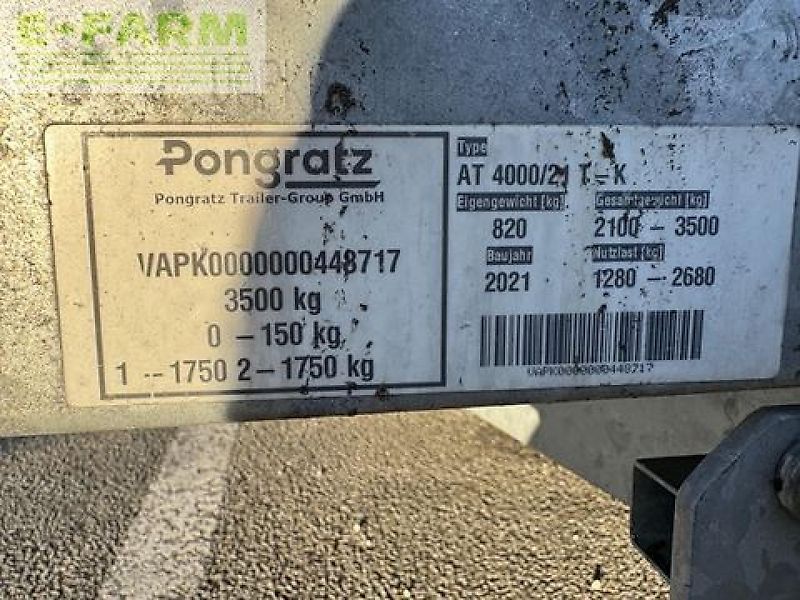 E-FARM
Pongratz
Pongratz Trailer-Group GmbH
VAPK0000000448717
3500 kg
0 - 150 kg
1 -- 1750 2 - 1750 kg
Type
AT 4000/21 T - K
Eigengewicht [kg] Gesamtgewicht [kg]
820 2100 - 3500
Baujahr Nutzlast [kg]
2021 1280 - 2680
VAPK0000000448717